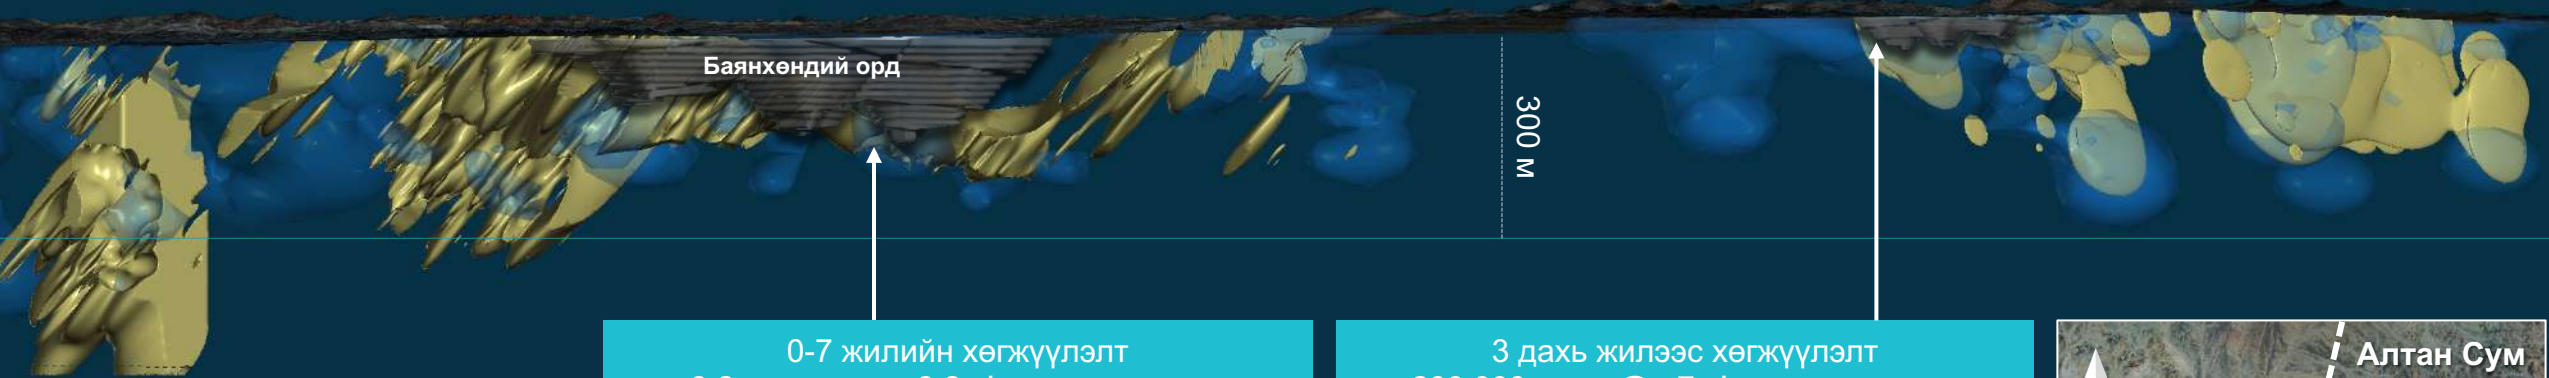 Баянхөндий орд
300 м
0-7 жилийн хөгжүүлэлт
3 дахь жилээс хөгжүүлэлт
Алтан Сум